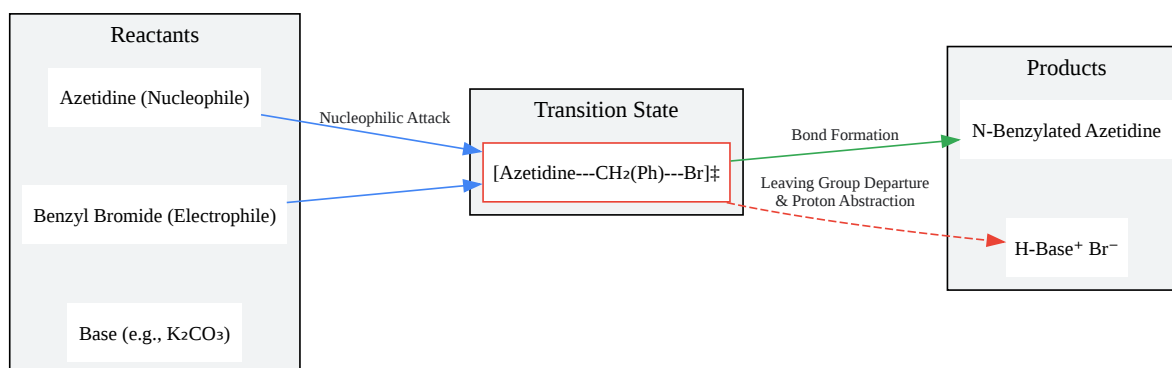 Reactants
Azetidine (Nucleophile)
Benzyl Bromide (Electrophile)
Base (e.g., K₂CO₃)
Nucleophilic Attack
Transition State
[Azetidine---CH₂(Ph)---Br]‡
Bond Formation
Leaving Group Departure
& Proton Abstraction
Products
N-Benzylated Azetidine
H-Base⁺ Br⁻